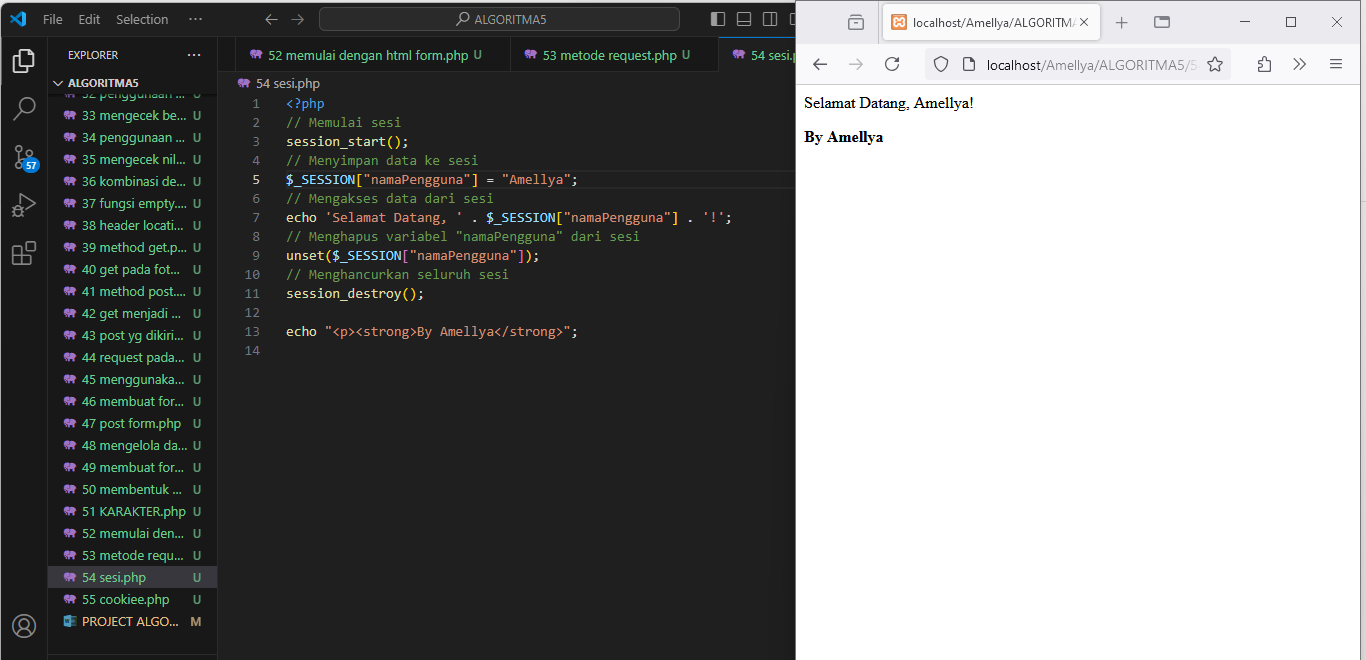 File Edit Selection ···
ALGORITMA5
EXPLORER ···
ALGORITMA5
32 penggunaan ... U
33 mengecek be... U
34 penggunaan ... U
35 mengecek nil... U
36 kombinasi de... U
37 fungsi empty.... U
38 header locati... U
39 method get.p... U
40 get pada fot... U
41 method post.... U
42 get menjadi ... U
43 post yg dikiri... U
44 request pada... U
45 menggunaka... U
46 membuat for... U
47 post form.php U
48 mengelola da... U
49 membuat for... U
50 membentuk ... U
51 KARAKTER.php U
52 memulai den... U
53 metode requ... U
54 sesi.php U
55 cookiee.php U
PROJECT ALGO... M
57
52 memulai dengan html form.php U
53 metode request.php U
54 sesi.
54 sesi.php
1 <?php
2 // Memulai sesi
3 session_start();
4 // Menyimpan data ke sesi
5 $_SESSION["namaPengguna"] = "Amellya";
6 // Mengakses data dari sesi
7 echo 'Selamat Datang, ' . $_SESSION["namaPengguna"] . '!';
8 // Menghapus variabel "namaPengguna" dari sesi
9 unset($_SESSION["namaPengguna"]);
10 // Menghancurkan seluruh sesi
11 session_destroy();
12
13 echo "<p><strong>By Amellya</strong>";
14
localhost/Amellya/ALGORITMA
localhost/Amellya/ALGORITMA5/5
Selamat Datang, Amellya!
By Amellya